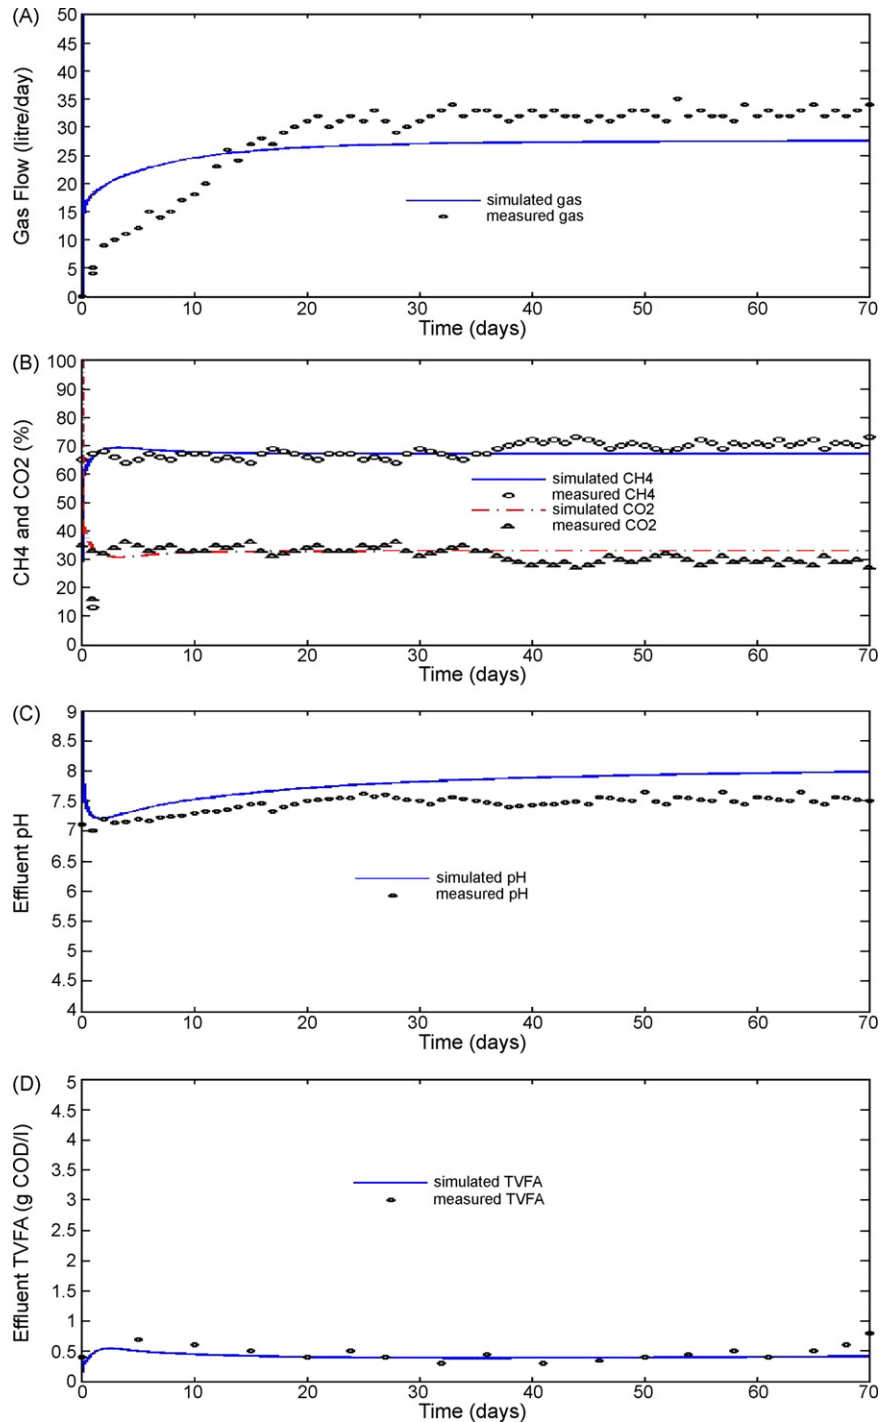 (A)
50
45
40
35
30
25
20
15
10
5
0
Gas Flow (litre/day)
simulated gas
measured gas
0 10 20 30 40 50 60 70
Time (days)
(B)
100
90
80
70
60
50
40
30
20
10
0
CH4 and CO2 (%)
simulated CH4
measured CH4
simulated CO2
measured CO2
0 10 20 30 40 50 60 70
Time (days)
(C)
9
8.5
8
7.5
7
6.5
6
5.5
5
4.5
4
Effluent pH
simulated pH
measured pH
0 10 20 30 40 50 60 70
Time (days)
(D)
5
4.5
4
3.5
3
2.5
2
1.5
1
0.5
0
Effluent TVFA (g COD/l)
simulated TVFA
measured TVFA
0 10 20 30 40 50 60 70
Time (days)